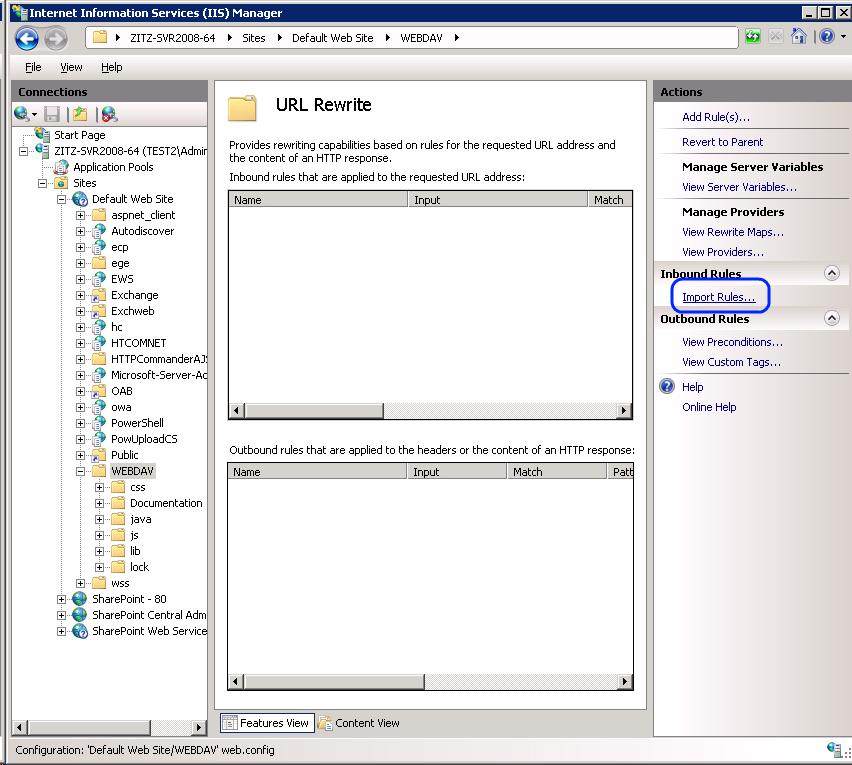 Internet Information Services (IIS) Manager
ZITZ-SVR2008-64 Sites Default Web Site WEBDAV
File View Help
Connections
Start Page
ZITZ-SVR2008-64 (TEST2\Admin
Application Pools
Sites
Default Web Site
aspnet_client
Autodiscover
ecp
ege
EWS
Exchange
Exchweb
hc
HTCOMNET
HTTPCommanderAJS
Microsoft-Server-Ac
OAB
owa
PowerShell
PowUploadCS
Public
WEBDAV
css
Documentation
java
js
lib
lock
wss
SharePoint - 80
SharePoint Central Adm
SharePoint Web Service
URL Rewrite
Provides rewriting capabilities based on rules for the requested URL address and
the content of an HTTP response.
Inbound rules that are applied to the requested URL address:
Name Input Match
Outbound rules that are applied to the headers or the content of an HTTP response:
Name Input Match Patt
Features View Content View
Actions
Add Rule(s)...
Revert to Parent
Manage Server Variables
View Server Variables...
Manage Providers
View Rewrite Maps...
View Providers...
Inbound Rules
Import Rules...
Outbound Rules
View Preconditions...
View Custom Tags...
Help
Online Help
Configuration: 'Default Web Site/WEBDAV' web.config